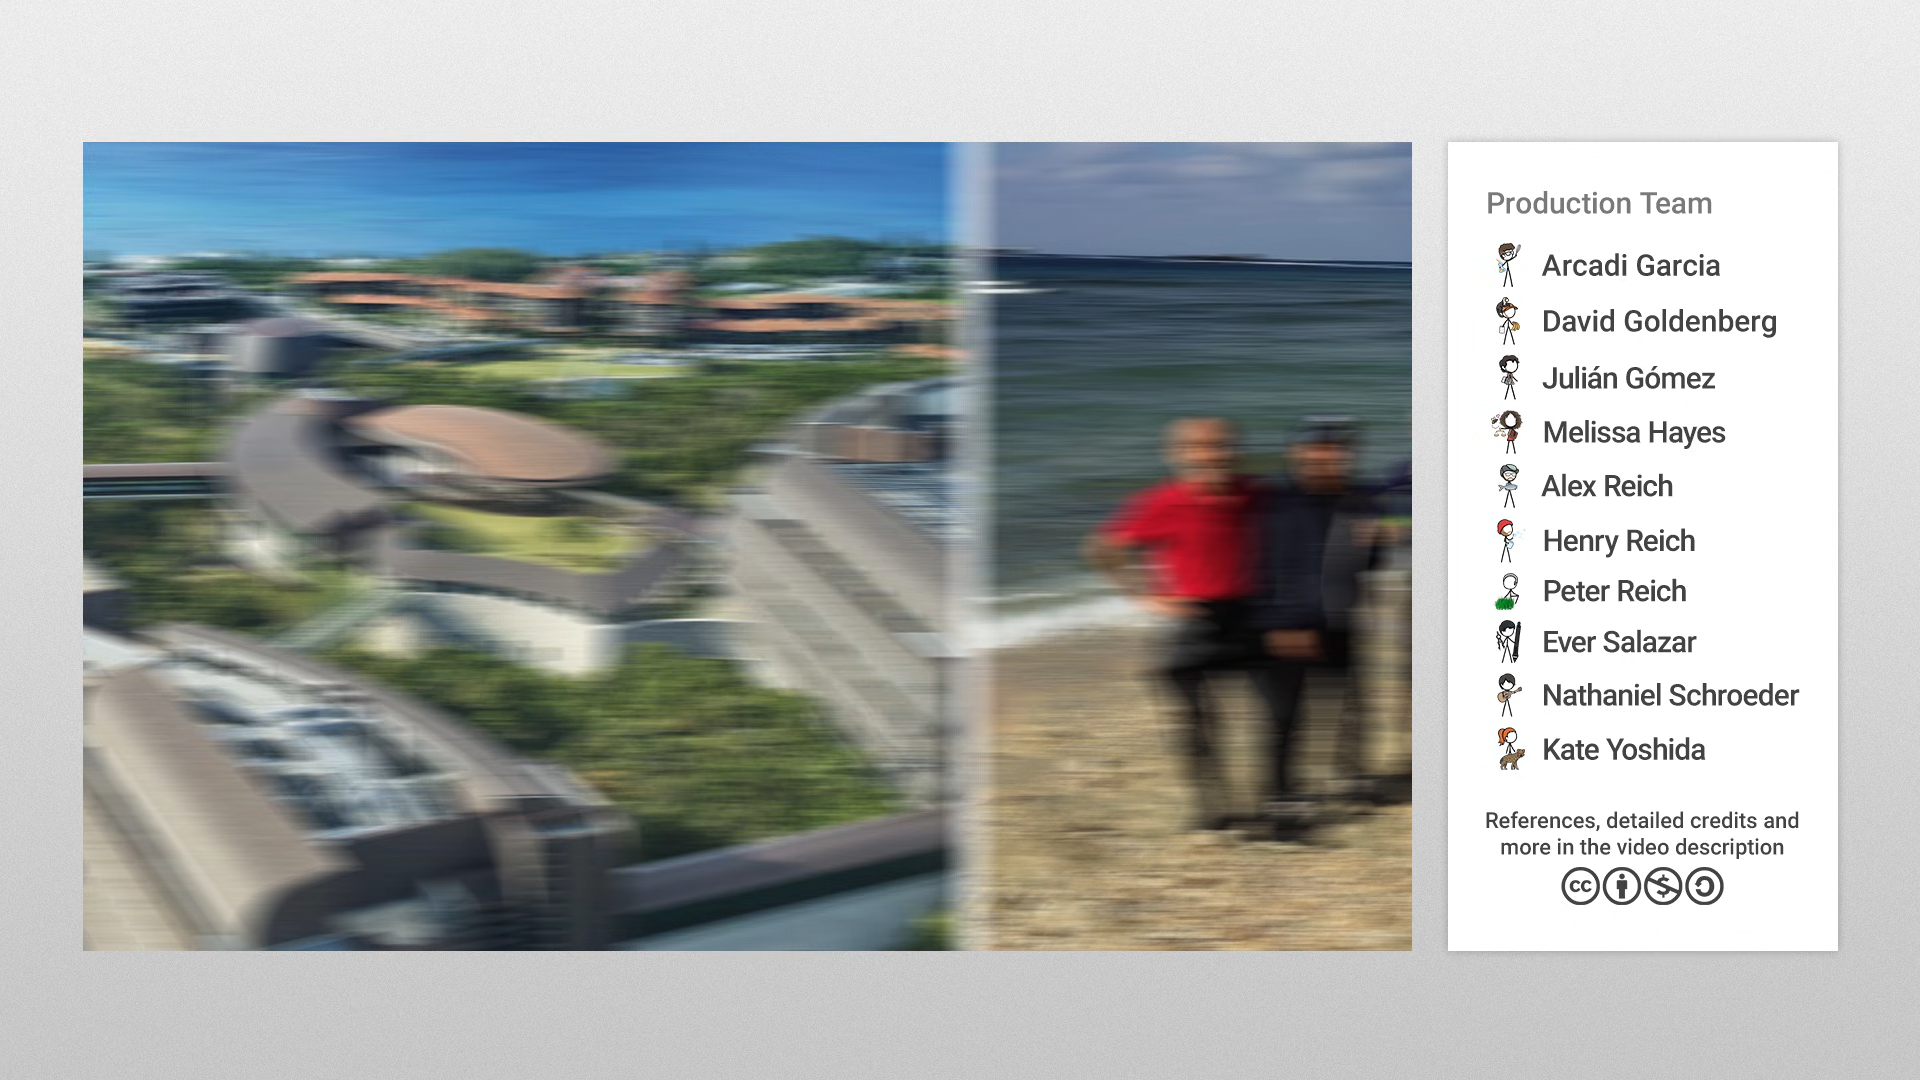 Production Team
Arcadi Garcia
David Goldenberg
Julián Gómez
Melissa Hayes
Alex Reich
Henry Reich
Peter Reich
Ever Salazar
Nathaniel Schroeder
Kate Yoshida
References, detailed credits and
more in the video description
cc